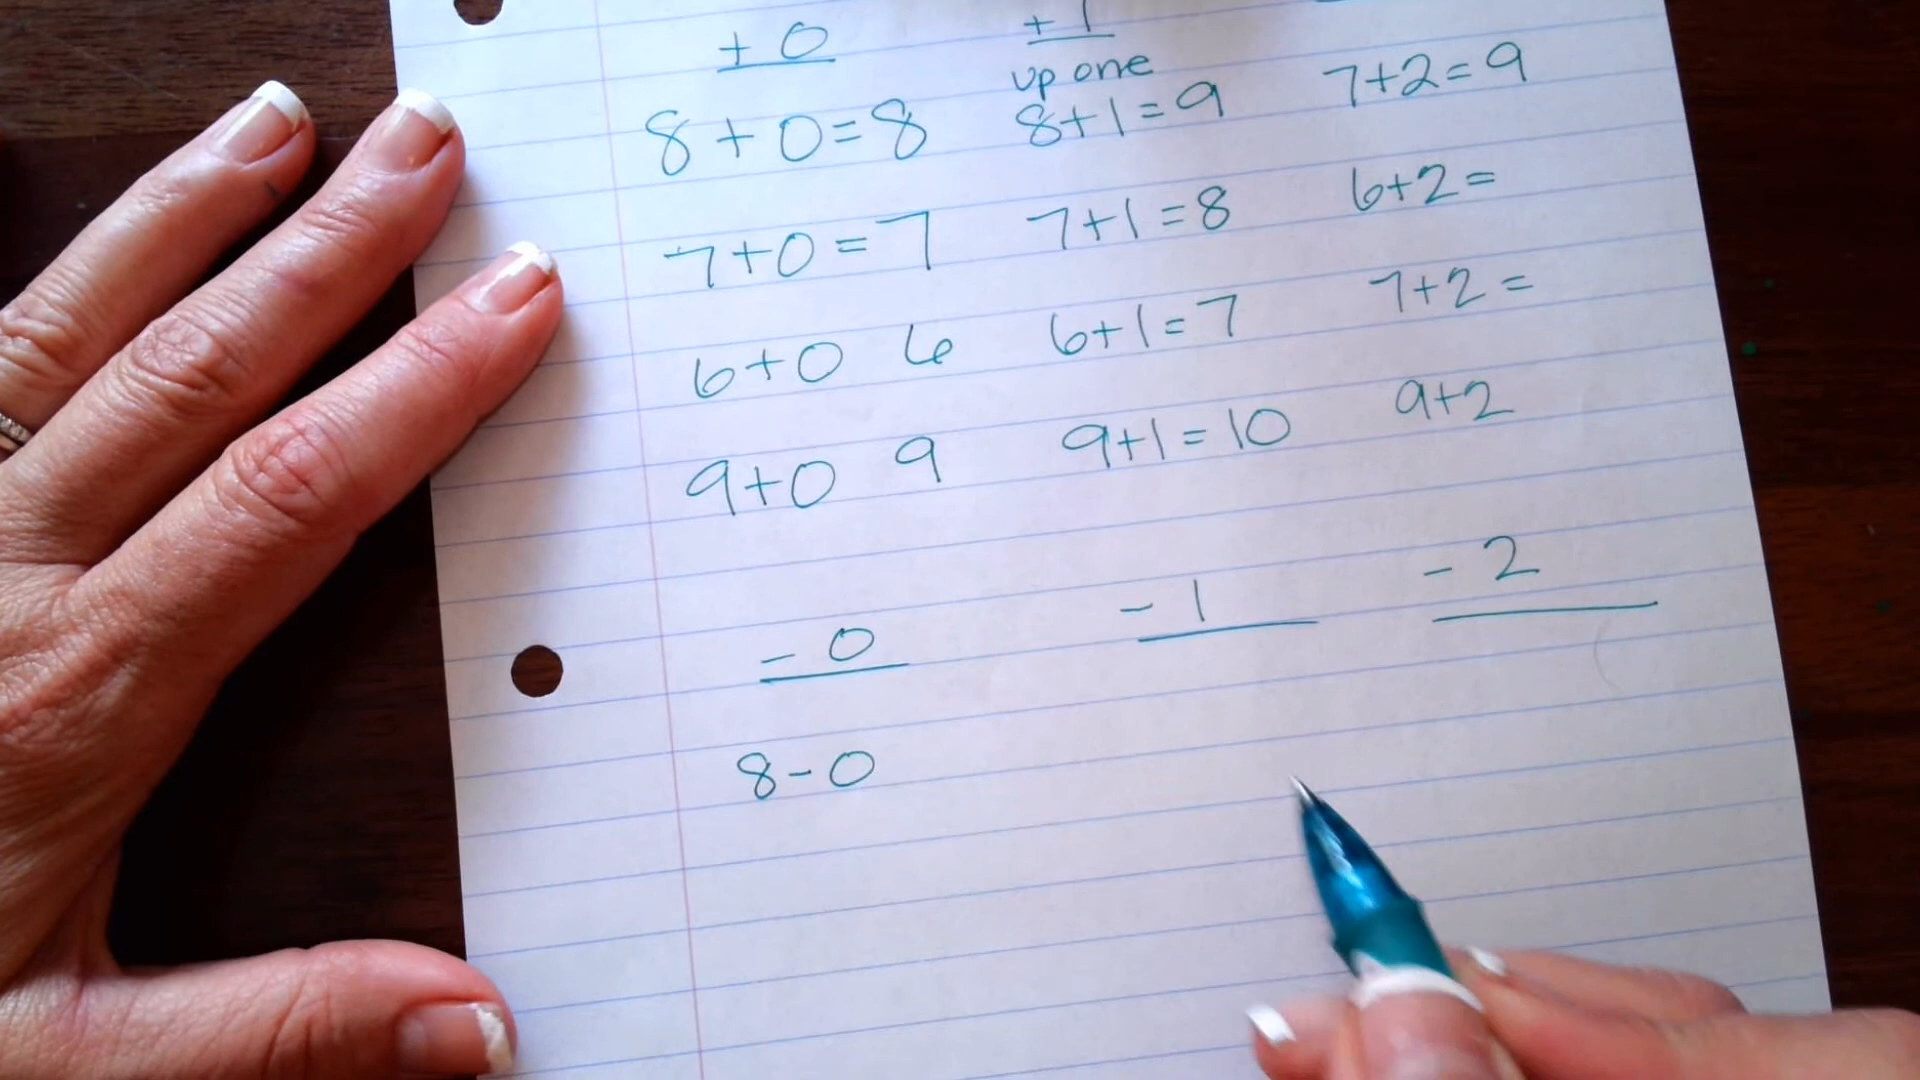 + 0 + 1
up one
8 + 0 = 8 8+1=9 7+2=9
7+0=7 7+1=8 6+2=
6+0 6 6+1=7 7+2=
9+0 9 9+1=10 9+2
- 0 - 1 - 2
8-0